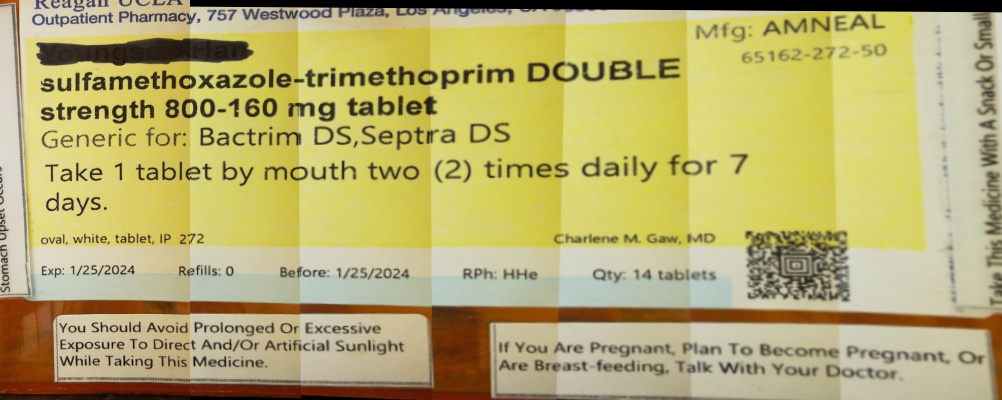 Reagan UCLA
Outpatient Pharmacy, 757 Westwood Plaza, Los Angeles,
Mfg: AMNEAL
65162-272-50
sulfamethoxazole-trimethoprim DOUBLE
strength 800-160 mg tablet
Generic for: Bactrim DS,Septra DS
Take 1 tablet by mouth two (2) times daily for 7
days.
oval, white, tablet, IP 272
Charlene M. Gaw, MD
Exp: 1/25/2024 Refills: 0 Before: 1/25/2024 RPh: HHe Qty: 14 tablets
You Should Avoid Prolonged Or Excessive
Exposure To Direct And/Or Artificial Sunlight
While Taking This Medicine.
If You Are Pregnant, Plan To Become Pregnant, Or
Are Breast-feeding, Talk With Your Doctor.
Stomach Upset Occurs
Take This Medicine With A Snack Or Small